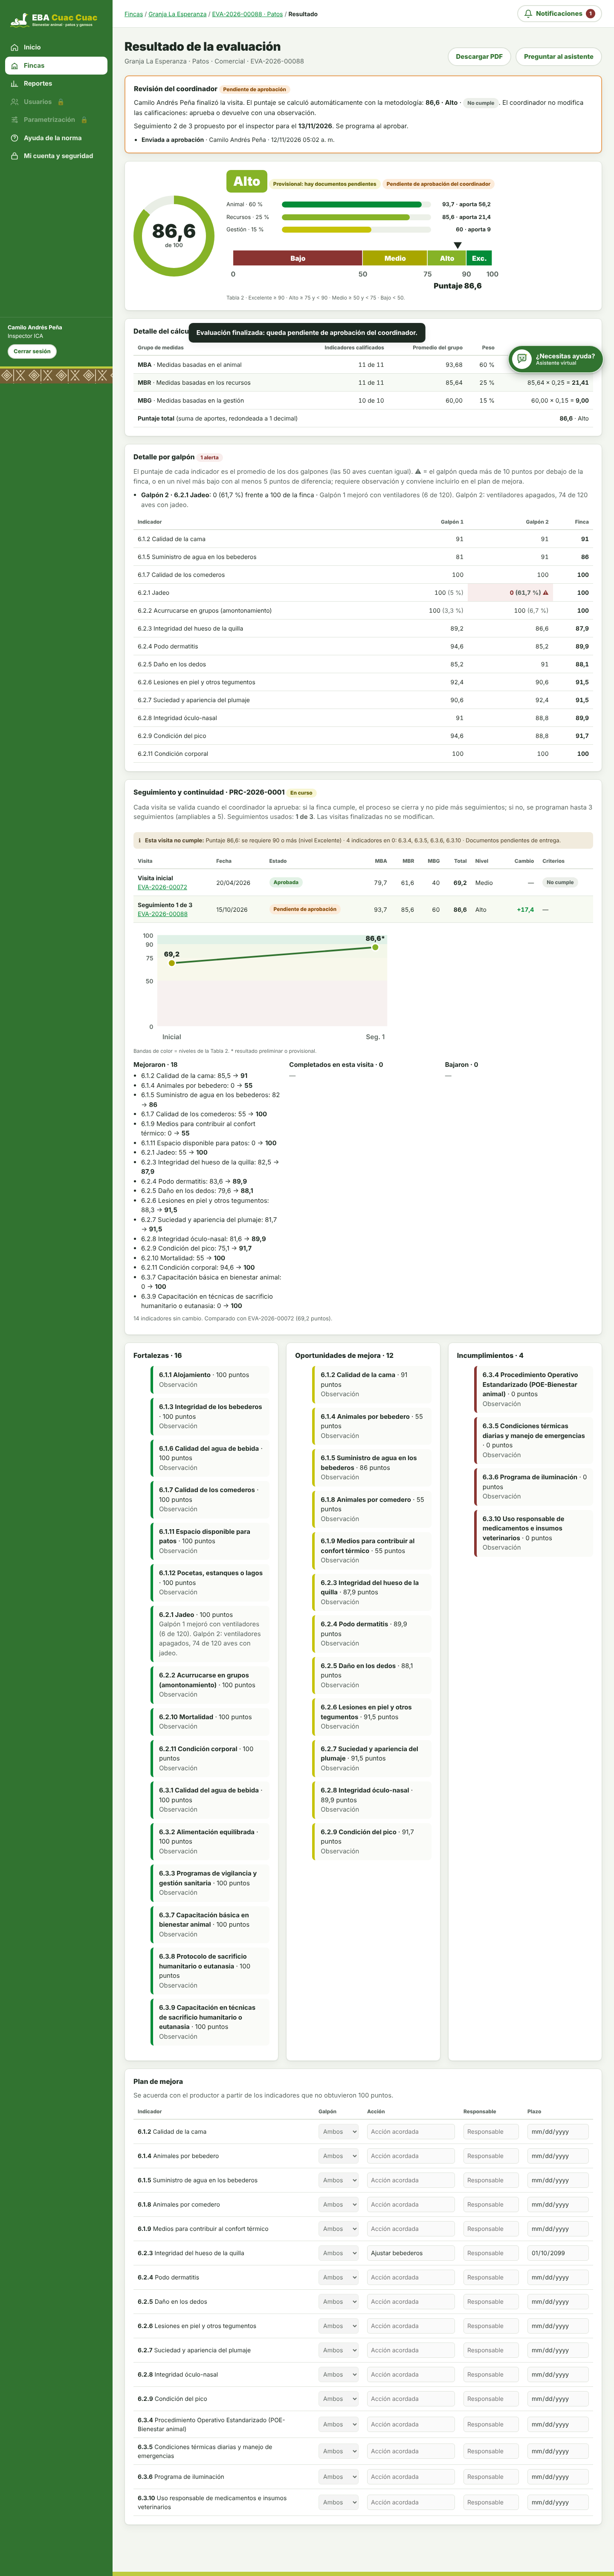 EBA Cuac Cuac
Bienestar animal · patos y gansos
Inicio
Fincas
Reportes
Usuarios
Parametrización
Ayuda de la norma
Mi cuenta y seguridad
Camilo Andrés Peña
Inspector ICA
Cerrar sesión
Fincas / Granja La Esperanza / EVA-2026-00088 · Patos / Resultado
Notificaciones 1
Resultado de la evaluación
Granja La Esperanza · Patos · Comercial · EVA-2026-00088
Descargar PDF
Preguntar al asistente
Revisión del coordinador Pendiente de aprobación
Camilo Andrés Peña finalizó la visita. El puntaje se calculó automáticamente con la metodología: 86,6 · Alto · No cumple . El coordinador no modifica
las calificaciones: aprueba o devuelve con una observación.
Seguimiento 2 de 3 propuesto por el inspector para el 13/11/2026. Se programa al aprobar.
• Enviada a aprobación · Camilo Andrés Peña · 12/11/2026 05:02 a. m.
86,6
de 100
Alto Provisional: hay documentos pendientes Pendiente de aprobación del coordinador
Animal · 60 % 93,7 · aporta 56,2
Recursos · 25 % 85,6 · aporta 21,4
Gestión · 15 % 60 · aporta 9
Bajo Medio Alto Exc.
0 50 75 90 100
Puntaje 86,6
Tabla 2 · Excelente ≥ 90 · Alto ≥ 75 y < 90 · Medio ≥ 50 y < 75 · Bajo < 50
Detalle del cálcu
Evaluación finalizada: queda pendiente de aprobación del coordinador.
¿Necesitas ayuda?
Asistente virtual
Grupo de medidas Indicadores calificados Promedio del grupo Peso
MBA · Medidas basadas en el animal 11 de 11 93,68 60 %
MBR · Medidas basadas en los recursos 11 de 11 85,64 25 % 85,64 × 0,25 = 21,41
MBG · Medidas basadas en la gestión 10 de 10 60,00 15 % 60,00 × 0,15 = 9,00
Puntaje total (suma de aportes, redondeada a 1 decimal) 86,6 · Alto
Detalle por galpón 1 alerta
El puntaje de cada indicador es el promedio de los dos galpones (las 50 aves cuentan igual). ⚠ = el galpón queda más de 10 puntos por debajo de la
finca, o en un nivel más bajo con al menos 5 puntos de diferencia; requiere observación y conviene incluirlo en el plan de mejora.
• Galpón 2 · 6.2.1 Jadeo: 0 (61,7 %) frente a 100 de la finca · Galpón 1 mejoró con ventiladores (6 de 120). Galpón 2: ventiladores apagados, 74 de 120
aves con jadeo.
Indicador Galpón 1 Galpón 2 Finca
6.1.2 Calidad de la cama 91 91 91
6.1.5 Suministro de agua en los bebederos 81 91 86
6.1.7 Calidad de los comederos 100 100 100
6.2.1 Jadeo 100 (5 %) 0 (61,7 %) ⚠ 100
6.2.2 Acurrucarse en grupos (amontonamiento) 100 (3,3 %) 100 (6,7 %) 100
6.2.3 Integridad del hueso de la quilla 89,2 86,6 87,9
6.2.4 Podo dermatitis 94,6 85,2 89,9
6.2.5 Daño en los dedos 85,2 91 88,1
6.2.6 Lesiones en piel y otros tegumentos 92,4 90,6 91,5
6.2.7 Suciedad y apariencia del plumaje 90,6 92,4 91,5
6.2.8 Integridad óculo-nasal 91 88,8 89,9
6.2.9 Condición del pico 94,6 88,8 91,7
6.2.11 Condición corporal 100 100 100
Seguimiento y continuidad · PRC-2026-0001 En curso
Cada visita se valida cuando el coordinador la aprueba: si la finca cumple, el proceso se cierra y no pide más seguimientos; si no, se programan hasta 3
seguimientos (ampliables a 5). Seguimientos usados: 1 de 3. Las visitas finalizadas no se modifican.
Esta visita no cumple: Puntaje 86,6: se requiere 90 o más (nivel Excelente) · 4 indicadores en 0: 6.3.4, 6.3.5, 6.3.6, 6.3.10 · Documentos pendientes de entrega.
Visita Fecha Estado MBA MBR MBG Total Nivel Cambio Criterios
Visita inicial
EVA-2026-00072 20/04/2026 Aprobada 79,7 61,6 40 69,2 Medio — No cumple
Seguimiento 1 de 3
EVA-2026-00088 15/10/2026 Pendiente de aprobación 93,7 85,6 60 86,6 Alto +17,4 —
100
90
75
50
0
69,2
86,6*
Inicial Seg. 1
Bandas de color = niveles de la Tabla 2. * resultado preliminar o provisional.
Mejoraron · 18
• 6.1.2 Calidad de la cama: 85,5 → 91
• 6.1.4 Animales por bebedero: 0 → 55
• 6.1.5 Suministro de agua en los bebederos: 82
→ 86
• 6.1.7 Calidad de los comederos: 55 → 100
• 6.1.9 Medios para contribuir al confort
térmico: 0 → 55
• 6.1.11 Espacio disponible para patos: 0 → 100
• 6.2.1 Jadeo: 55 → 100
• 6.2.3 Integridad del hueso de la quilla: 82,5 →
87,9
• 6.2.4 Podo dermatitis: 83,6 → 89,9
• 6.2.5 Daño en los dedos: 79,6 → 88,1
• 6.2.6 Lesiones en piel y otros tegumentos:
88,3 → 91,5
• 6.2.7 Suciedad y apariencia del plumaje: 81,7
→ 91,5
• 6.2.8 Integridad óculo-nasal: 81,6 → 89,9
• 6.2.9 Condición del pico: 75,1 → 91,7
• 6.2.10 Mortalidad: 55 → 100
• 6.2.11 Condición corporal: 94,6 → 100
• 6.3.7 Capacitación básica en bienestar animal:
0 → 100
• 6.3.9 Capacitación en técnicas de sacrificio
humanitario o eutanasia: 0 → 100
Completados en esta visita · 0
—
Bajaron · 0
—
14 indicadores sin cambio. Comparado con EVA-2026-00072 (69,2 puntos).
Fortalezas · 16
6.1.1 Alojamiento · 100 puntos
Observación
6.1.3 Integridad de los bebederos
· 100 puntos
Observación
6.1.6 Calidad del agua de bebida ·
100 puntos
Observación
6.1.7 Calidad de los comederos ·
100 puntos
Observación
6.1.11 Espacio disponible para
patos · 100 puntos
Observación
6.1.12 Pocetas, estanques o lagos
· 100 puntos
Observación
6.2.1 Jadeo · 100 puntos
Galpón 1 mejoró con ventiladores
(6 de 120). Galpón 2: ventiladores
apagados, 74 de 120 aves con
jadeo.
6.2.2 Acurrucarse en grupos
(amontonamiento) · 100 puntos
Observación
6.2.10 Mortalidad · 100 puntos
Observación
6.2.11 Condición corporal · 100
puntos
Observación
6.3.1 Calidad del agua de bebida ·
100 puntos
Observación
6.3.2 Alimentación equilibrada ·
100 puntos
Observación
6.3.3 Programas de vigilancia y
gestión sanitaria · 100 puntos
Observación
6.3.7 Capacitación básica en
bienestar animal · 100 puntos
Observación
6.3.8 Protocolo de sacrificio
humanitario o eutanasia · 100
puntos
Observación
6.3.9 Capacitación en técnicas
de sacrificio humanitario o
eutanasia · 100 puntos
Observación
Oportunidades de mejora · 12
6.1.2 Calidad de la cama · 91
puntos
Observación
6.1.4 Animales por bebedero · 55
puntos
Observación
6.1.5 Suministro de agua en los
bebederos · 86 puntos
Observación
6.1.8 Animales por comedero · 55
puntos
Observación
6.1.9 Medios para contribuir al
confort térmico · 55 puntos
Observación
6.2.3 Integridad del hueso de la
quilla · 87,9 puntos
Observación
6.2.4 Podo dermatitis · 89,9
puntos
Observación
6.2.5 Daño en los dedos · 88,1
puntos
Observación
6.2.6 Lesiones en piel y otros
tegumentos · 91,5 puntos
Observación
6.2.7 Suciedad y apariencia del
plumaje · 91,5 puntos
Observación
6.2.8 Integridad óculo-nasal ·
89,9 puntos
Observación
6.2.9 Condición del pico · 91,7
puntos
Observación
Incumplimientos · 4
6.3.4 Procedimiento Operativo
Estandarizado (POE-Bienestar
animal) · 0 puntos
Observación
6.3.5 Condiciones térmicas
diarias y manejo de emergencias
· 0 puntos
Observación
6.3.6 Programa de iluminación · 0
puntos
Observación
6.3.10 Uso responsable de
medicamentos e insumos
veterinarios · 0 puntos
Observación
Plan de mejora
Se acuerda con el productor a partir de los indicadores que no obtuvieron 100 puntos.
Indicador Galpón Acción Responsable Plazo
6.1.2 Calidad de la cama Ambos Acción acordada Responsable mm/dd/yyyy
6.1.4 Animales por bebedero Ambos Acción acordada Responsable mm/dd/yyyy
6.1.5 Suministro de agua en los bebederos Ambos Acción acordada Responsable mm/dd/yyyy
6.1.8 Animales por comedero Ambos Acción acordada Responsable mm/dd/yyyy
6.1.9 Medios para contribuir al confort térmico Ambos Acción acordada Responsable mm/dd/yyyy
6.2.3 Integridad del hueso de la quilla Ambos Ajustar bebederos Responsable 01/10/2099
6.2.4 Podo dermatitis Ambos Acción acordada Responsable mm/dd/yyyy
6.2.5 Daño en los dedos Ambos Acción acordada Responsable mm/dd/yyyy
6.2.6 Lesiones en piel y otros tegumentos Ambos Acción acordada Responsable mm/dd/yyyy
6.2.7 Suciedad y apariencia del plumaje Ambos Acción acordada Responsable mm/dd/yyyy
6.2.8 Integridad óculo-nasal Ambos Acción acordada Responsable mm/dd/yyyy
6.2.9 Condición del pico Ambos Acción acordada Responsable mm/dd/yyyy
6.3.4 Procedimiento Operativo Estandarizado (POE-
Bienestar animal) Ambos Acción acordada Responsable mm/dd/yyyy
6.3.5 Condiciones térmicas diarias y manejo de
emergencias Ambos Acción acordada Responsable mm/dd/yyyy
6.3.6 Programa de iluminación Ambos Acción acordada Responsable mm/dd/yyyy
6.3.10 Uso responsable de medicamentos e insumos
veterinarios Ambos Acción acordada Responsable mm/dd/yyyy